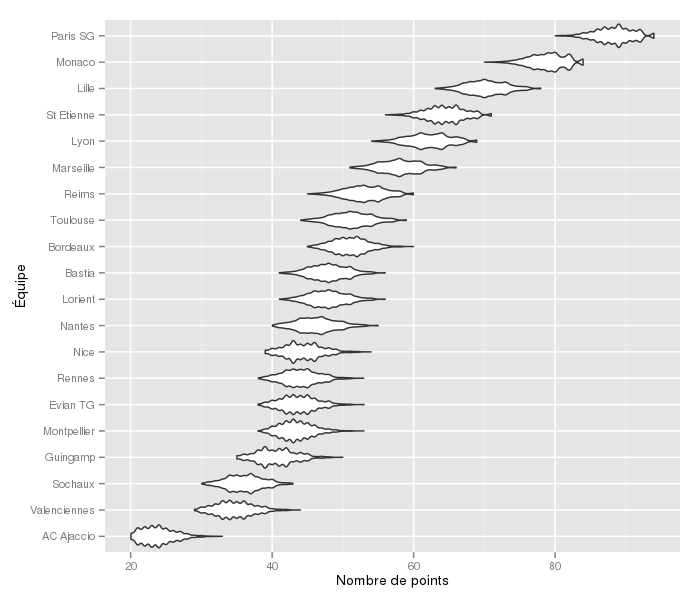 Paris SG
Monaco
Lille
St Etienne
Lyon
Marseille
Reims
Toulouse
Bordeaux
Bastia
Lorient
Nantes
Nice
Rennes
Evian TG
Montpellier
Guingamp
Sochaux
Valenciennes
AC Ajaccio
Équipe
20 40 60 80
Nombre de points